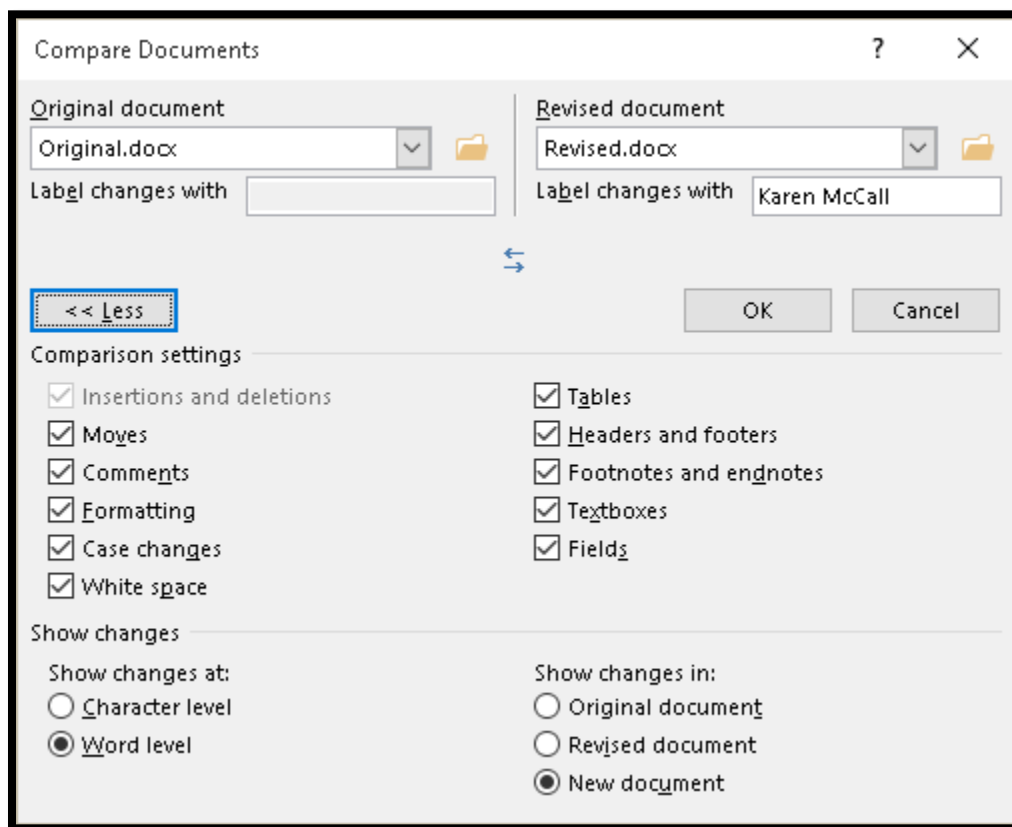 Compare Documents ? ×
Original document
Revised document
Original.docx
Revised.docx
Label changes with
Label changes with Karen McCall
<< Less
OK
Cancel
Comparison settings
Insertions and deletions
Moves
Comments
Formatting
Case changes
White space
Tables
Headers and footers
Footnotes and endnotes
Textboxes
Fields
Show changes
Show changes at:
Character level
Word level
Show changes in:
Original document
Revised document
New document